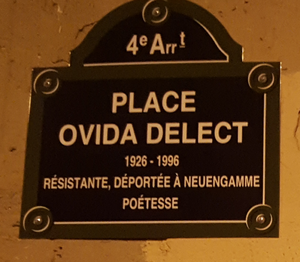 4e Arrt
PLACE
OVIDA DELECT
1926 - 1996
RÉSISTANTE, DÉPORTÉE À NEUENGAMME
POÉTESSE